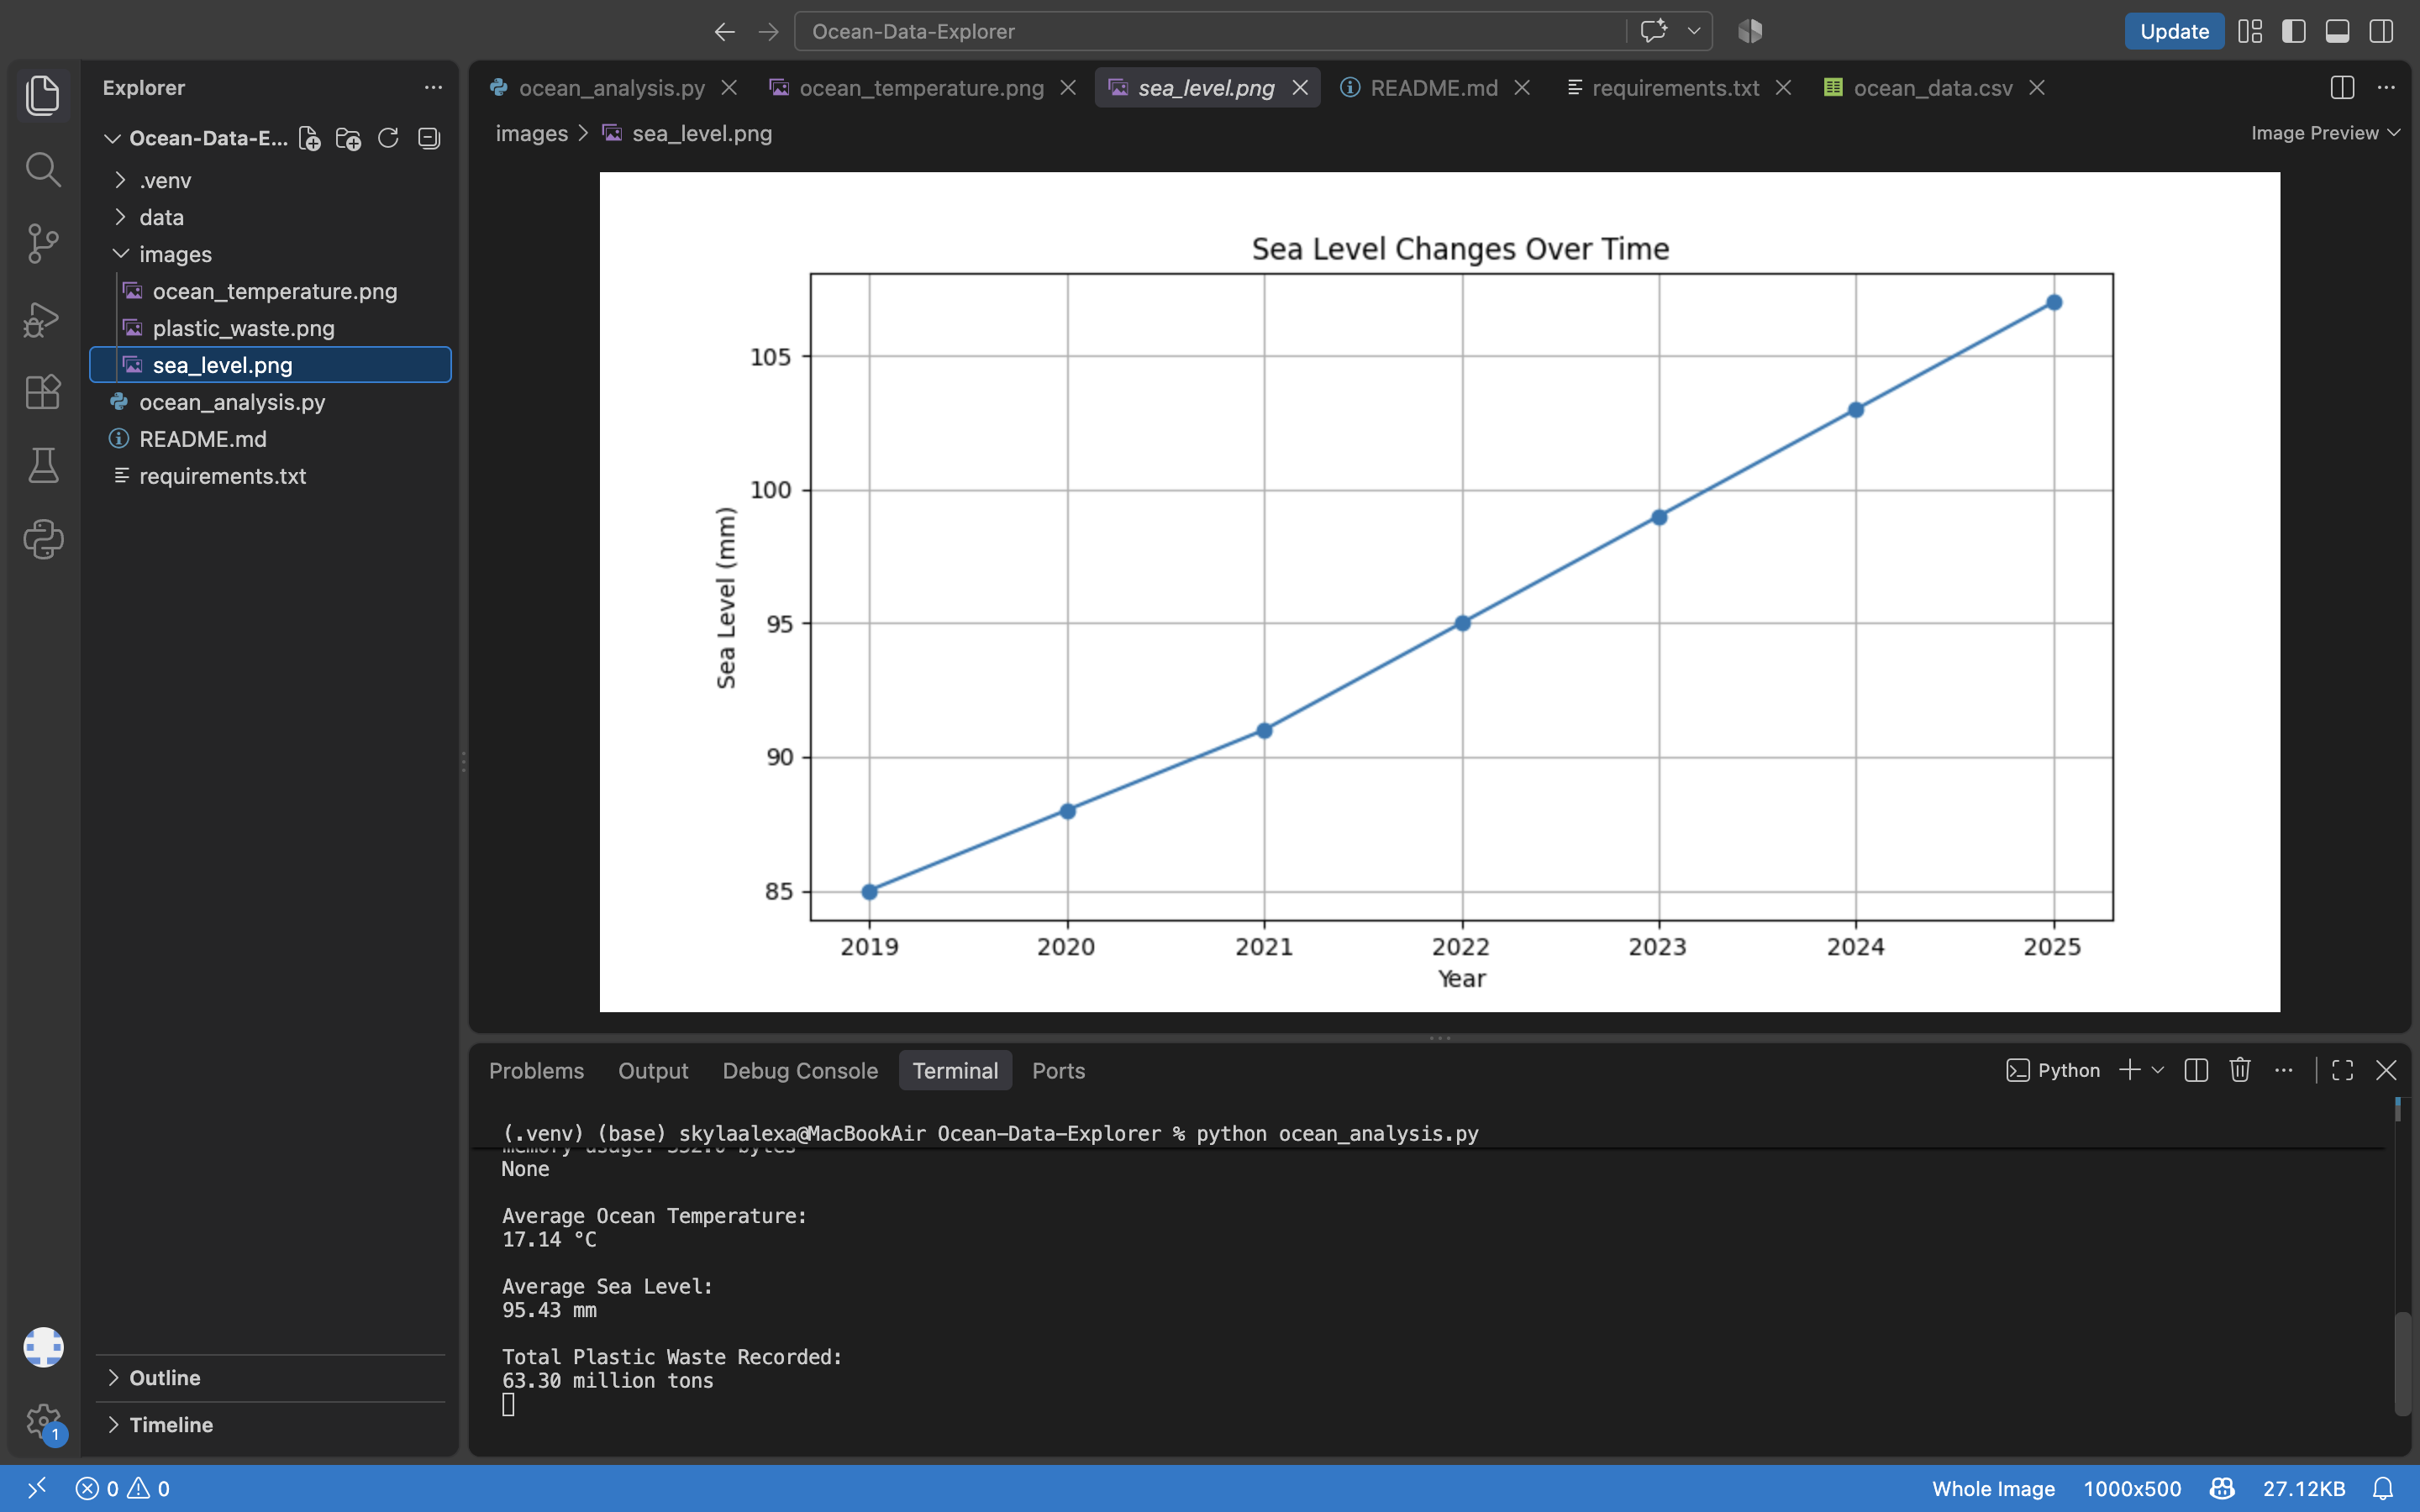 Ocean-Data-Explorer
Update
Explorer
ocean_analysis.py
ocean_temperature.png
sea_level.png
README.md
requirements.txt
ocean_data.csv
Ocean-Data-E...
images > sea_level.png
Image Preview
.venv
data
images
ocean_temperature.png
plastic_waste.png
sea_level.png
ocean_analysis.py
README.md
requirements.txt
Sea Level Changes Over Time
Sea Level (mm)
105
100
95
90
85
2019 2020 2021 2022 2023 2024 2025
Year
Problems Output Debug Console Terminal Ports
Python
(.venv) (base) skylaalexa@MacBookAir Ocean-Data-Explorer % python ocean_analysis.py
None
Average Ocean Temperature:
17.14 °C
Average Sea Level:
95.43 mm
Total Plastic Waste Recorded:
63.30 million tons
Outline
Timeline
1
0 0
Whole Image 1000x500 27.12KB